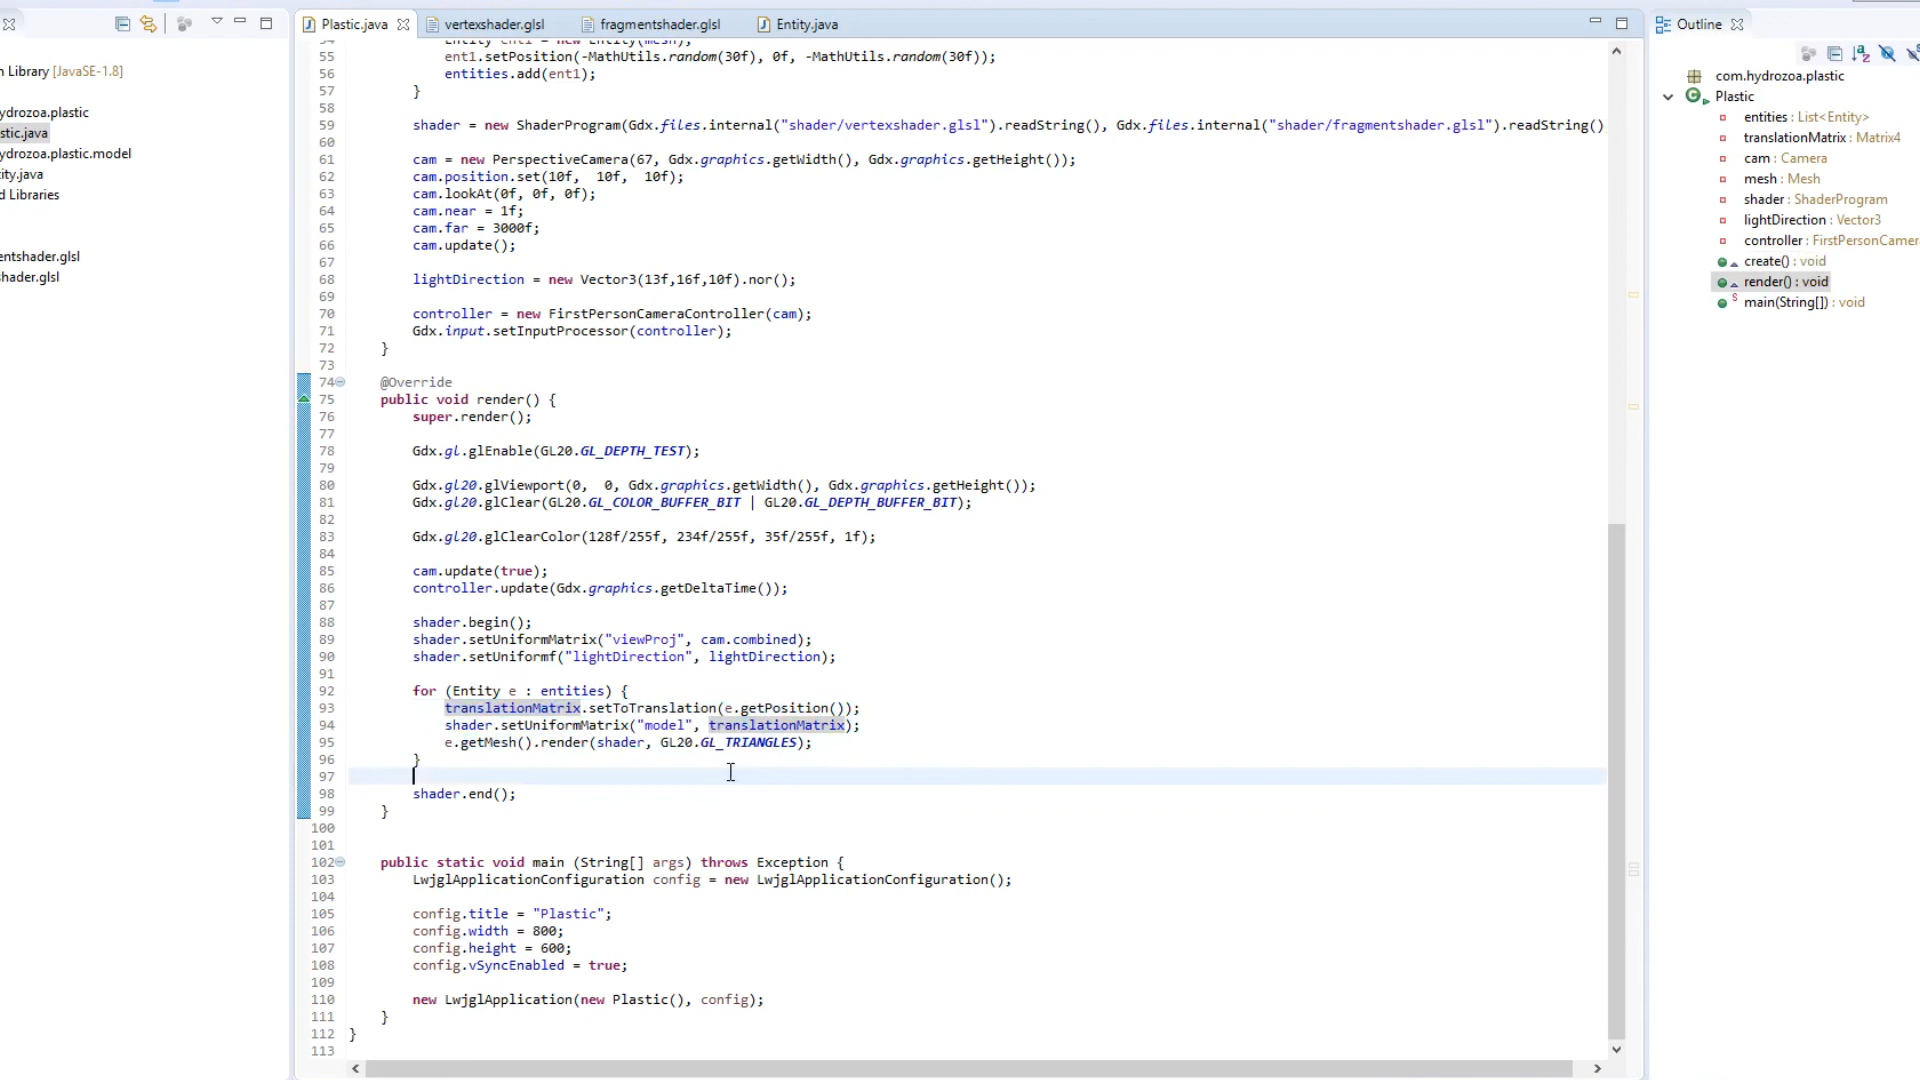 Plastic.java
vertexshader.glsl
fragmentshader.glsl
Entity.java
Outline
n Library [JavaSE-1.8]
ydrozoa.plastic
stic.java
ydrozoa.plastic.model
ity.java
d Libraries
entshader.glsl
shader.glsl
54 Entity ent1 = new Entity(mesh);
55 ent1.setPosition(-MathUtils.random(30f), 0f, -MathUtils.random(30f));
56 entities.add(ent1);
57 }
58
59 shader = new ShaderProgram(Gdx.files.internal("shader/vertexshader.glsl").readString(), Gdx.files.internal("shader/fragmentshader.glsl").readString()
60
61 cam = new PerspectiveCamera(67, Gdx.graphics.getWidth(), Gdx.graphics.getHeight());
62 cam.position.set(10f, 10f, 10f);
63 cam.lookAt(0f, 0f, 0f);
64 cam.near = 1f;
65 cam.far = 3000f;
66 cam.update();
67
68 lightDirection = new Vector3(13f,16f,10f).nor();
69
70 controller = new FirstPersonCameraController(cam);
71 Gdx.input.setInputProcessor(controller);
72 }
73
74 @Override
75 public void render() {
76 super.render();
77
78 Gdx.gl.glEnable(GL20.GL_DEPTH_TEST);
79
80 Gdx.gl20.glViewport(0, 0, Gdx.graphics.getWidth(), Gdx.graphics.getHeight());
81 Gdx.gl20.glClear(GL20.GL_COLOR_BUFFER_BIT | GL20.GL_DEPTH_BUFFER_BIT);
82
83 Gdx.gl20.glClearColor(128f/255f, 234f/255f, 35f/255f, 1f);
84
85 cam.update(true);
86 controller.update(Gdx.graphics.getDeltaTime());
87
88 shader.begin();
89 shader.setUniformMatrix("viewProj", cam.combined);
90 shader.setUniformf("lightDirection", lightDirection);
91
92 for (Entity e : entities) {
93 translationMatrix.setToTranslation(e.getPosition());
94 shader.setUniformMatrix("model", translationMatrix);
95 e.getMesh().render(shader, GL20.GL_TRIANGLES);
96 }
97
98 shader.end();
99 }
100
101
102 public static void main (String[] args) throws Exception {
103 LwjglApplicationConfiguration config = new LwjglApplicationConfiguration();
104
105 config.title = "Plastic";
106 config.width = 800;
107 config.height = 600;
108 config.vSyncEnabled = true;
109
110 new LwjglApplication(new Plastic(), config);
111 }
112 }
113
com.hydrozoa.plastic
Plastic
entities : List<Entity>
translationMatrix : Matrix4
cam : Camera
mesh : Mesh
shader : ShaderProgram
lightDirection : Vector3
controller : FirstPersonCamera
create() : void
render() : void
main(String[]) : void